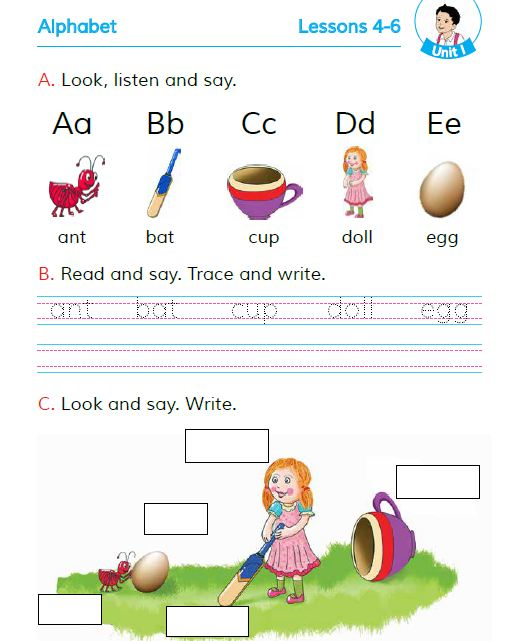 Alphabet Lessons 4-6
Unit 1
A. Look, listen and say.
Aa Bb Cc Dd Ee
ant bat cup doll egg
B. Read and say. Trace and write.
ant bat cup doll egg
C. Look and say. Write.